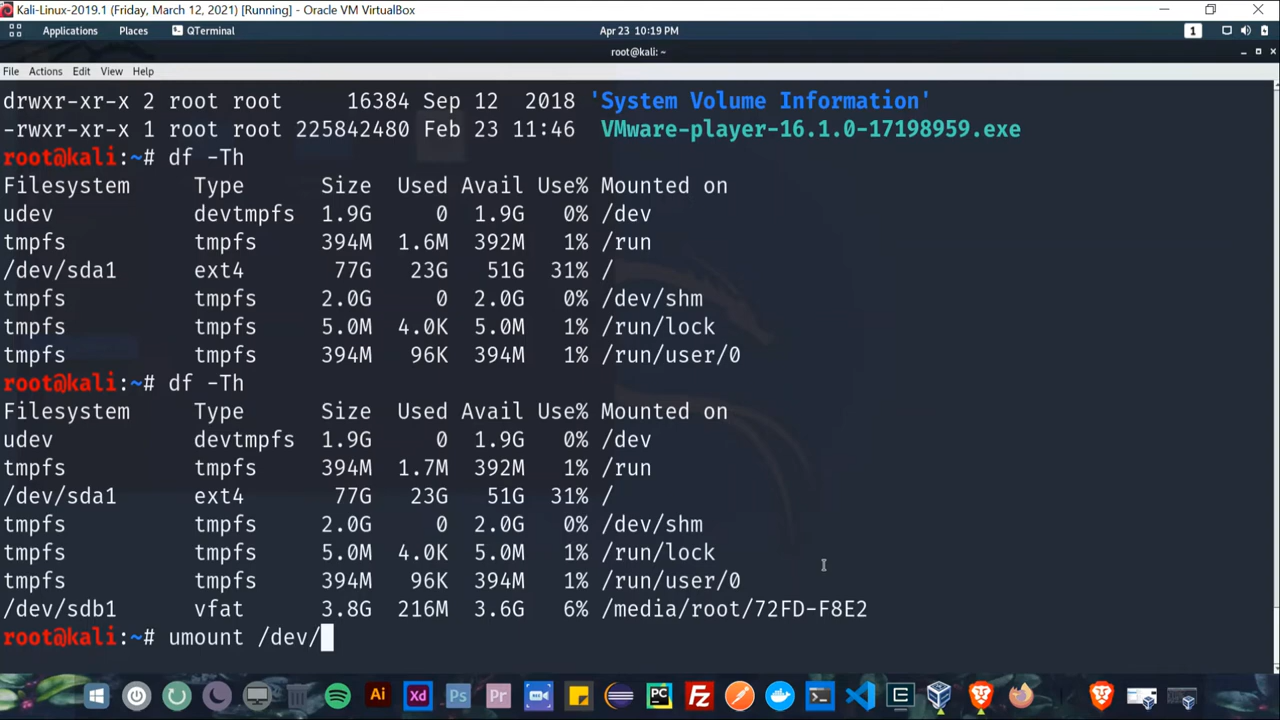 Kali-Linux-2019.1 (Friday, March 12, 2021) [Running] - Oracle VM VirtualBox
Applications Places QTerminal Apr 23 10:19 PM 1
root@kali: ~
File Actions Edit View Help
drwxr-xr-x 2 root root 16384 Sep 12 2018 'System Volume Information'
-rwxr-xr-x 1 root root 225842480 Feb 23 11:46 VMware-player-16.1.0-17198959.exe
root@kali:~# df -Th
Filesystem Type Size Used Avail Use% Mounted on
udev devtmpfs 1.9G 0 1.9G 0% /dev
tmpfs tmpfs 394M 1.6M 392M 1% /run
/dev/sda1 ext4 77G 23G 51G 31% /
tmpfs tmpfs 2.0G 0 2.0G 0% /dev/shm
tmpfs tmpfs 5.0M 4.0K 5.0M 1% /run/lock
tmpfs tmpfs 394M 96K 394M 1% /run/user/0
root@kali:~# df -Th
Filesystem Type Size Used Avail Use% Mounted on
udev devtmpfs 1.9G 0 1.9G 0% /dev
tmpfs tmpfs 394M 1.7M 392M 1% /run
/dev/sda1 ext4 77G 23G 51G 31% /
tmpfs tmpfs 2.0G 0 2.0G 0% /dev/shm
tmpfs tmpfs 5.0M 4.0K 5.0M 1% /run/lock
tmpfs tmpfs 394M 96K 394M 1% /run/user/0
/dev/sdb1 vfat 3.8G 216M 3.6G 6% /media/root/72FD-F8E2
root@kali:~# umount /dev/
Ai Xd Ps Pr PC FZ